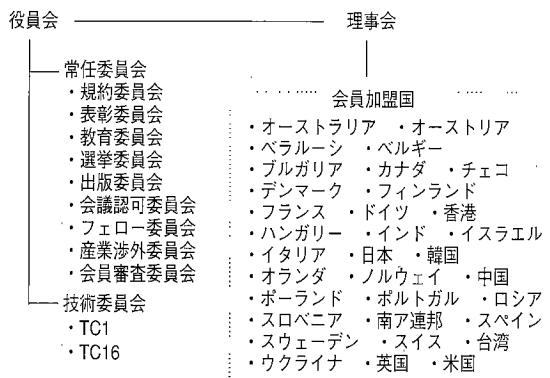 役員会 理事会
常任委員会
・規約委員会
・表彰委員会
・教育委員会
・選挙委員会
・出版委員会
・会議認可委員会
・フェロー委員会
・産業渉外委員会
・会員審査委員会
技術委員会
・TC1
・TC16
会員加盟国
・オーストラリア ・オーストリア
・ベラルーシ ・ベルギー
・ブルガリア ・カナダ ・チェコ
・デンマーク ・フィンランド
・フランス ・ドイツ ・香港
・ハンガリー ・インド ・イスラエル
・イタリア ・日本 ・韓国
・オランダ ・ノルウェイ ・中国
・ポーランド ・ポルトガル ・ロシア
・スロベニア ・南ア連邦 ・スペイン
・スウェーデン ・スイス ・台湾
・ウクライナ ・英国 ・米国